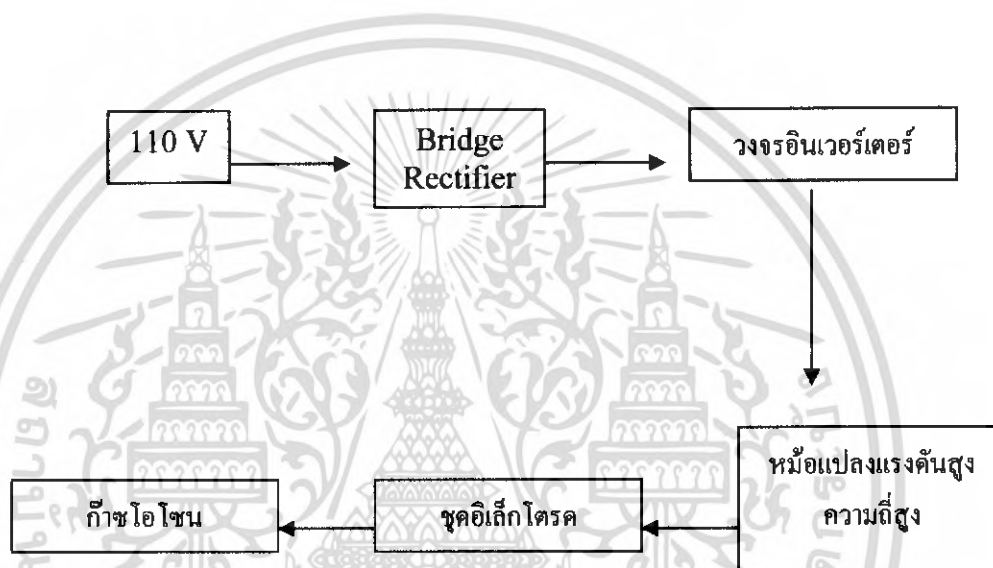 110 V
Bridge
Rectifier
วงจรอินเวอร์เตอร์
หม้อแปลงแรงดันสูง
ความถี่สูง
ชุดอิเล็กโตรด
ก๊าซโอโซน